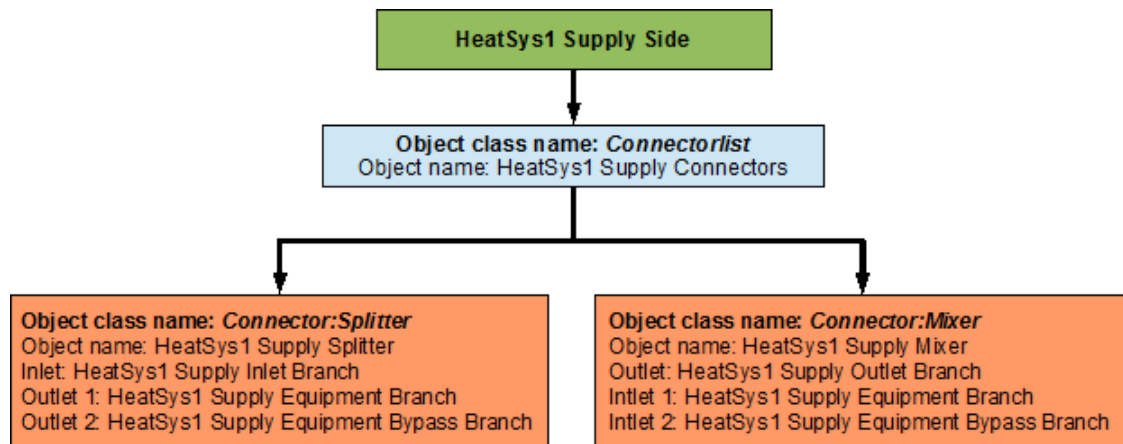 HeatSys1 Supply Side
Object class name: Connectorlist
Object name: HeatSys1 Supply Connectors
Object class name: Connector:Splitter
Object name: HeatSys1 Supply Splitter
Inlet: HeatSys1 Supply Inlet Branch
Outlet 1: HeatSys1 Supply Equipment Branch
Outlet 2: HeatSys1 Supply Equipment Bypass Branch
Object class name: Connector:Mixer
Object name: HeatSys1 Supply Mixer
Outlet: HeatSys1 Supply Outlet Branch
Intlet 1: HeatSys1 Supply Equipment Branch
Intlet 2: HeatSys1 Supply Equipment Bypass Branch